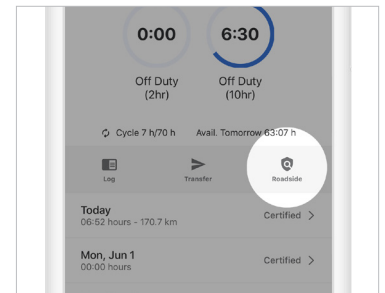 0:00 6:30
Off Duty Off Duty
(2hr) (10hr)
Cycle 7 h/70 h Avail. Tomorrow 63:07 h
Log Transfer Roadside
Today
06:52 hours - 170.7 km Certified
Mon, Jun 1
00:00 hours Certified